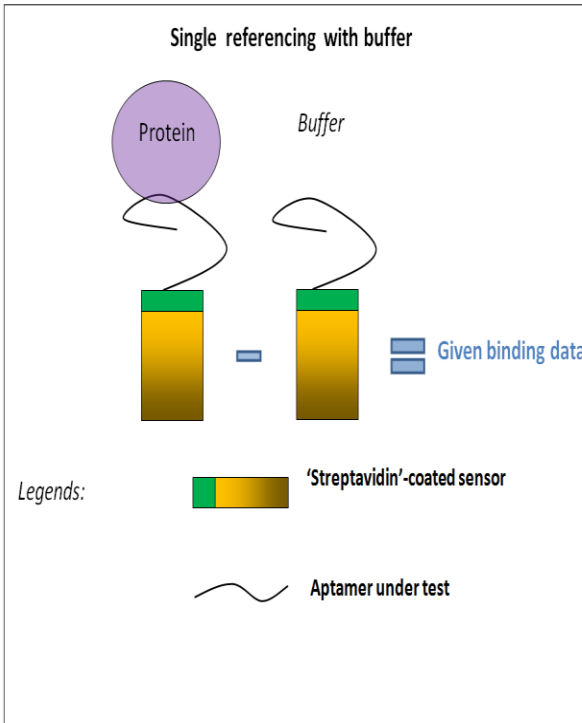 Single referencing with buffer
Protein
Buffer
Given binding data
Legends:
'Streptavidin'-coated sensor
Aptamer under test